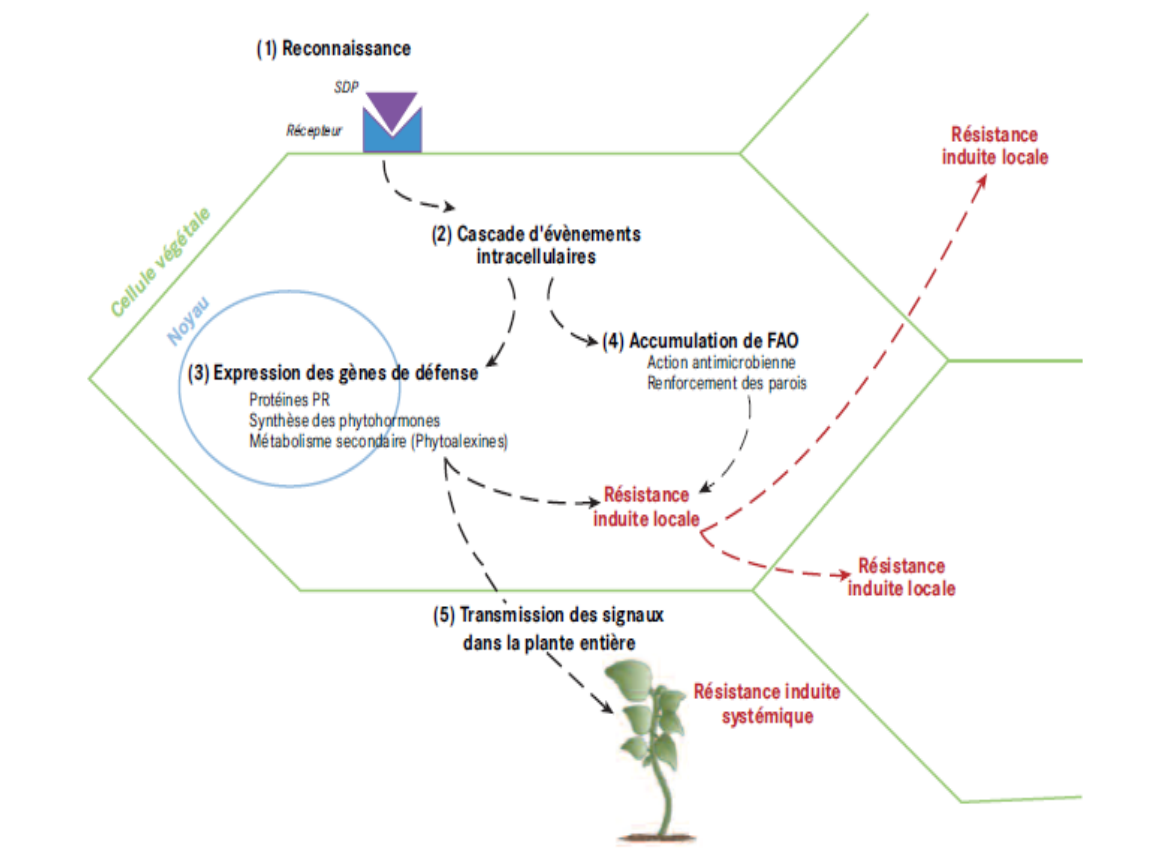 (1) Reconnaissance
SDP
Récepteur
Résistance
induite locale
Cellule végétale
(2) Cascade d'évènements
intracellulaires
Noyau
(4) Accumulation de FAO
Action antimicrobienne
Renforcement des parois
(3) Expression des gènes de défense
Protéines PR
Synthèse des phytohormones
Métabolisme secondaire (Phytoalexines)
Résistance
induite locale
Résistance
induite locale
(5) Transmission des signaux
dans la plante entière
Résistance induite
systémique